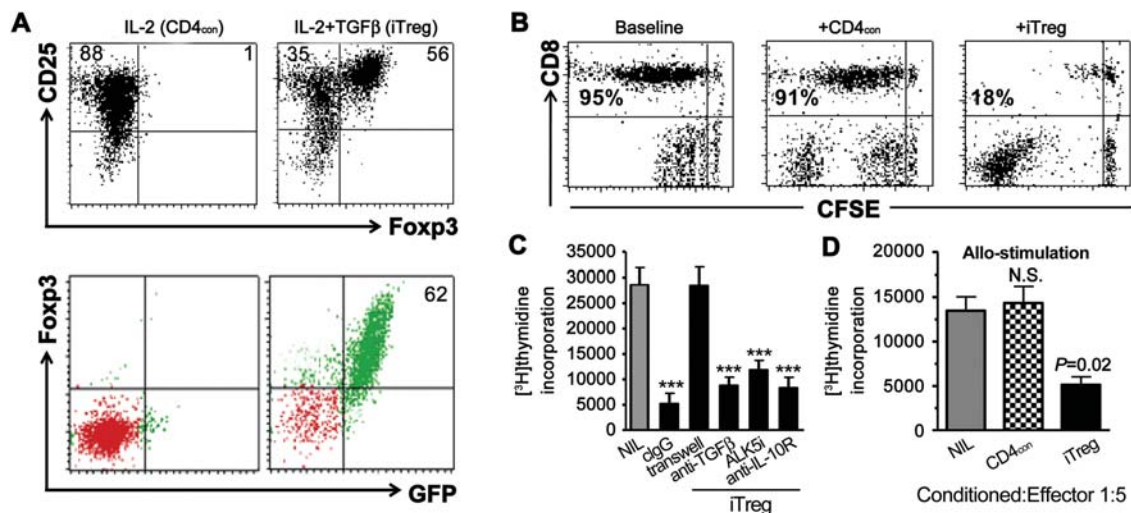 A
IL-2 (CD4con)
IL-2+TGFβ (iTreg)
88
1
35
56
CD25
Foxp3
62
Foxp3
GFP
B
Baseline
+CD4con
+iTreg
CD8
95%
91%
18%
CFSE
C
[³H]thymidine
incorporation
35000
30000
25000
20000
15000
10000
5000
0
***
***
***
***
NIL
cIgG
transwell
anti-TGFβ
ALK5i
anti-IL-10R
iTreg
D
Allo-stimulation
N.S.
P=0.02
[³H]thymidine
incorporation
20000
15000
10000
5000
0
NIL
CD4con
iTreg
Conditioned:Effector 1:5